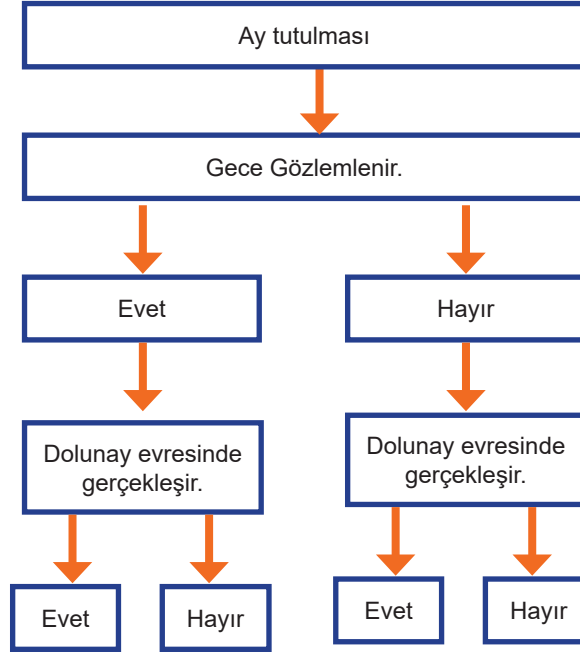 Ay tutulması
Gece Gözlemlenir.
Evet
Hayır
Dolunay evresinde
gerçekleşir.
Dolunay evresinde
gerçekleşir.
Evet
Hayır
Evet
Hayır